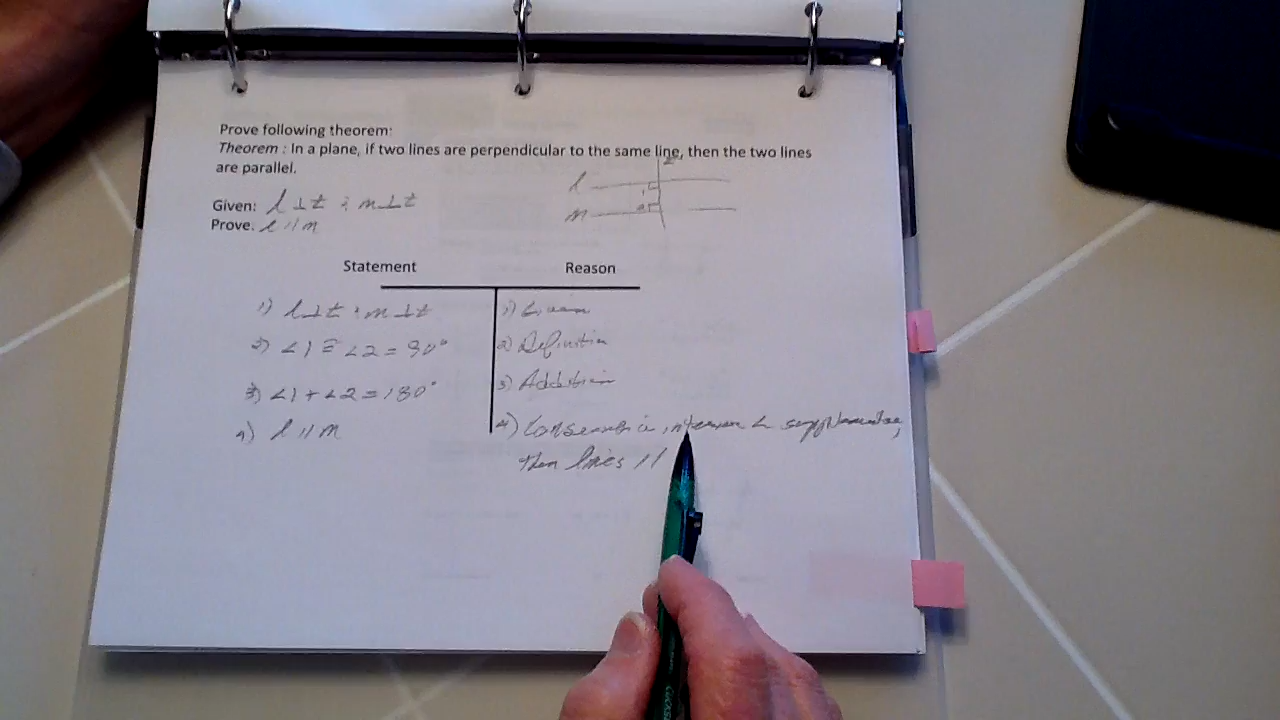 Prove following theorem:
Theorem : In a plane, if two lines are perpendicular to the same line, then the two lines
are parallel.
l
m
1
2
Given: l ⊥ t ; m ⊥ t
Prove: l // m
Statement Reason
1) l ⊥ t ; m ⊥ t 1) Given
2) ∠1 ≅ ∠2 = 90° 2) Definition
3) ∠1 + ∠2 = 180° 3) Addition
4) l // m 4) Consecutive interior ∠ supplementary,
then lines //